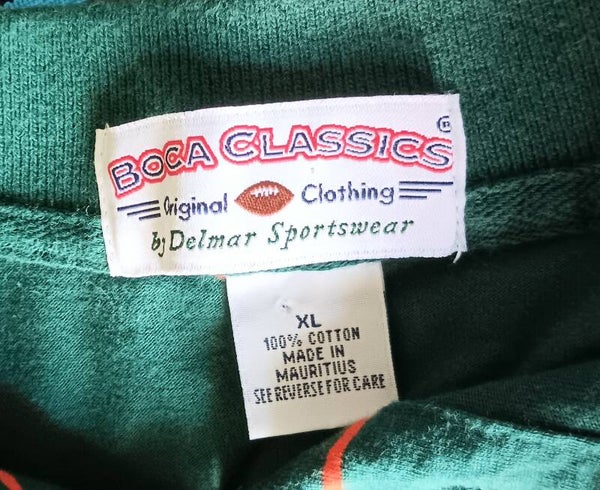 BOCA CLASSICS ®
Original Clothing
by Delmar Sportswear
XL
100% COTTON
MADE IN
MAURITIUS
SEE REVERSE FOR CARE